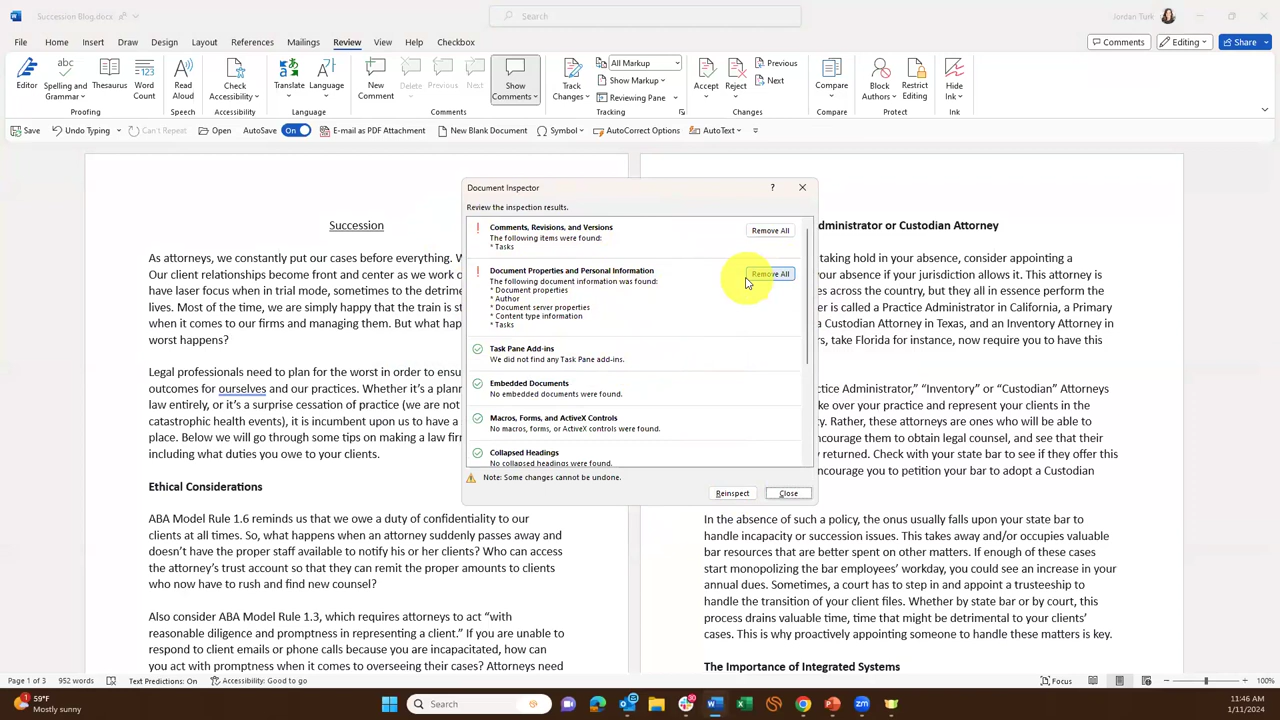 Succession Blog.docx
Search
Jordan Turk
File Home Insert Draw Design Layout References Mailings Review View Help Checkbox
Comments Editing Share
Editor
Spelling and Grammar
Thesaurus
Word Count
Read Aloud
Check Accessibility
Translate
Language
New Comment
Delete
Previous
Next
Show Comments
Track Changes
All Markup
Show Markup
Reviewing Pane
Accept
Reject
Previous
Next
Compare
Block Authors
Restrict Editing
Hide Ink
Proofing Speech Accessibility Language Comments Tracking Changes Compare Protect Ink
Save Undo Typing Can't Repeat Open AutoSave On E-mail as PDF Attachment New Blank Document Symbol AutoCorrect Options AutoText
Succession
As attorneys, we constantly put our cases before everything. W
Our client relationships become front and center as we work o
have laser focus when in trial mode, sometimes to the detrime
lives. Most of the time, we are simply happy that the train is st
when it comes to our firms and managing them. But what hap
worst happens?
Legal professionals need to plan for the worst in order to ensu
outcomes for ourselves and our practices. Whether it's a plann
law entirely, or it's a surprise cessation of practice (we are not
catastrophic health events), it is incumbent upon us to have a
place. Below we will go through some tips on making a law fir
including what duties you owe to your clients.
Ethical Considerations
ABA Model Rule 1.6 reminds us that we owe a duty of confidentiality to our
clients at all times. So, what happens when an attorney suddenly passes away and
doesn't have the proper staff available to notify his or her clients? Who can access
the attorney's trust account so that they can remit the proper amounts to clients
who now have to rush and find new counsel?
Also consider ABA Model Rule 1.3, which requires attorneys to act "with
reasonable diligence and promptness in representing a client." If you are unable to
respond to client emails or phone calls because you are incapacitated, how can
you act with promptness when it comes to overseeing their cases? Attorneys need
Document Inspector
?
Review the inspection results.
Comments, Revisions, and Versions
The following items were found:
* Tasks
Remove All
Document Properties and Personal Information
The following document information was found:
* Document properties
* Author
* Document server properties
* Content type information
* Tasks
Remove All
Task Pane Add-ins
We did not find any Task Pane add-ins.
Embedded Documents
No embedded documents were found.
Macros, Forms, and ActiveX Controls
No macros, forms, or ActiveX controls were found.
Collapsed Headings
No collapsed headings were found.
Note: Some changes cannot be undone.
Reinspect Close
dministrator or Custodian Attorney
taking hold in your absence, consider appointing a
your absence if your jurisdiction allows it. This attorney is
es across the country, but they all in essence perform the
er is called a Practice Administrator in California, a Primary
a Custodian Attorney in Texas, and an Inventory Attorney in
s, take Florida for instance, now require you to have this
ctice Administrator," "Inventory" or "Custodian" Attorneys
ke over your practice and represent your clients in the
Rather, these attorneys are ones who will be able to
courage them to obtain legal counsel, and see that their
returned. Check with your state bar to see if they offer this
encourage you to petition your bar to adopt a Custodian
In the absence of such a policy, the onus usually falls upon your state bar to
handle incapacity or succession issues. This takes away and/or occupies valuable
bar resources that are better spent on other matters. If enough of these cases
start monopolizing the bar employees' workday, you could see an increase in your
annual dues. Sometimes, a court has to step in and appoint a trusteeship to
handle the transition of your client files. Whether by state bar or by court, this
process drains valuable time, time that might be detrimental to your clients'
cases. This is why proactively appointing someone to handle these matters is key.
The Importance of Integrated Systems
Page 1 of 3 952 words Text Predictions: On Accessibility: Good to go Focus 100%
59°F
Mostly sunny
Search
11:46 AM
1/11/2024